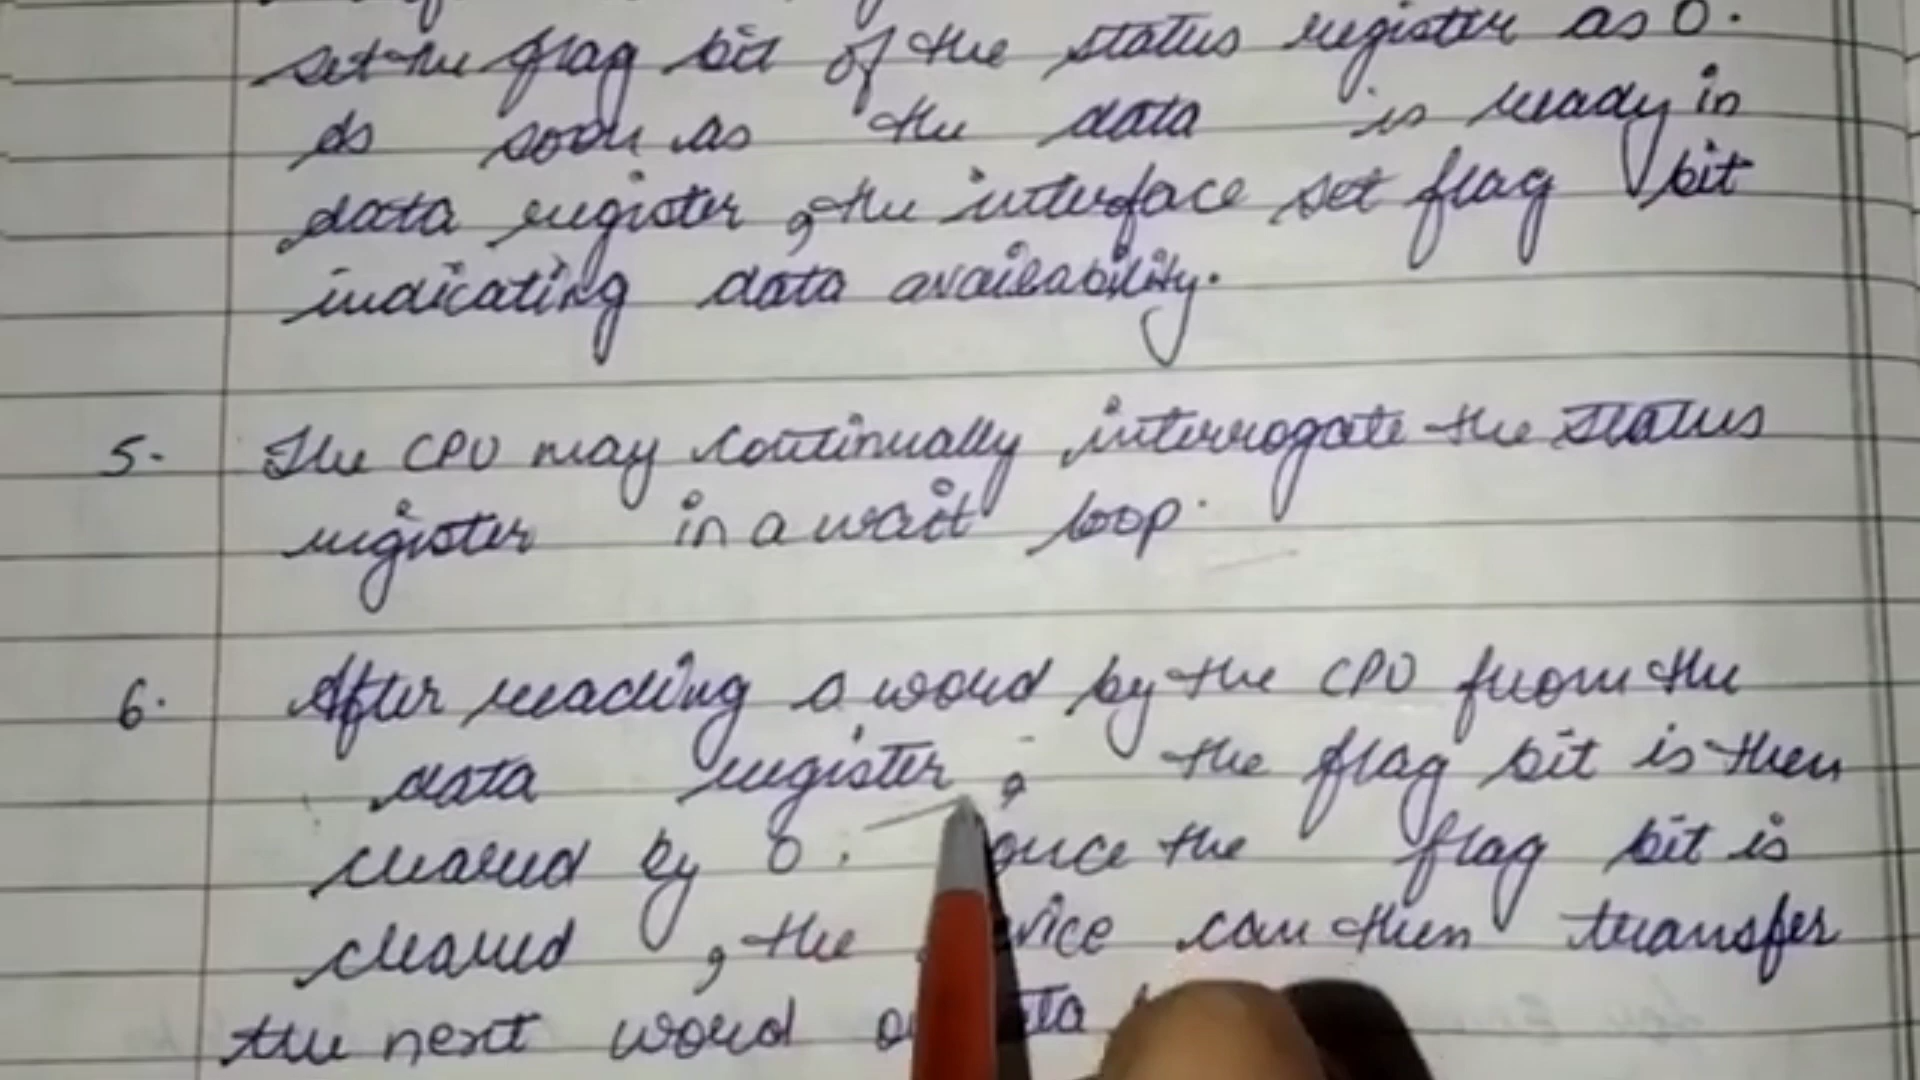 set the flag bit of the status register as 0.
As soon as the data is ready in
data register, the interface set flag bit
indicating data availability.
5. The CPU may continually interrogate the status
register in a wait loop.
6. After reading a word by the CPU from the
data register, the flag bit is then
cleared by 0. once the flag bit is
cleared, the device can then transfer
the next word data